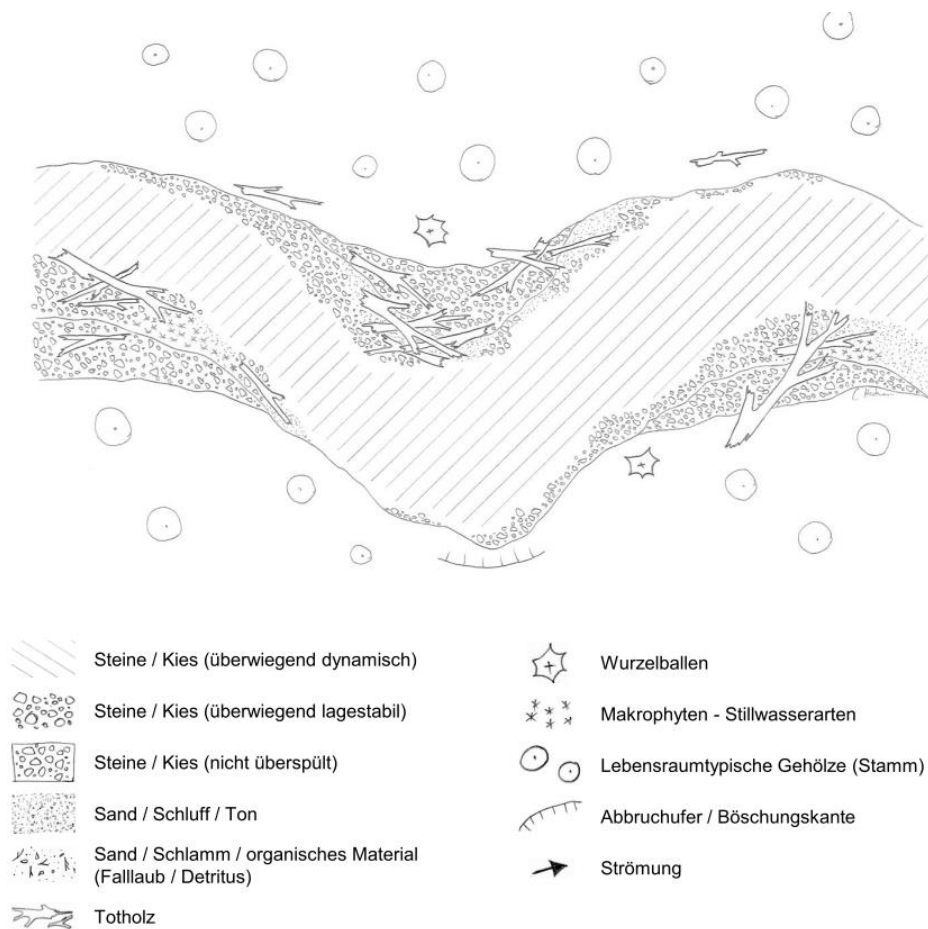 Steine / Kies (überwiegend dynamisch)
Steine / Kies (überwiegend lagestabil)
Steine / Kies (nicht überspült)
Sand / Schluff / Ton
Sand / Schlamm / organisches Material
(Falllaub / Detritus)
Totholz
Wurzelballen
Makrophyten - Stillwasserarten
Lebensraumtypische Gehölze (Stamm)
Abbruchufer / Böschungskante
Strömung